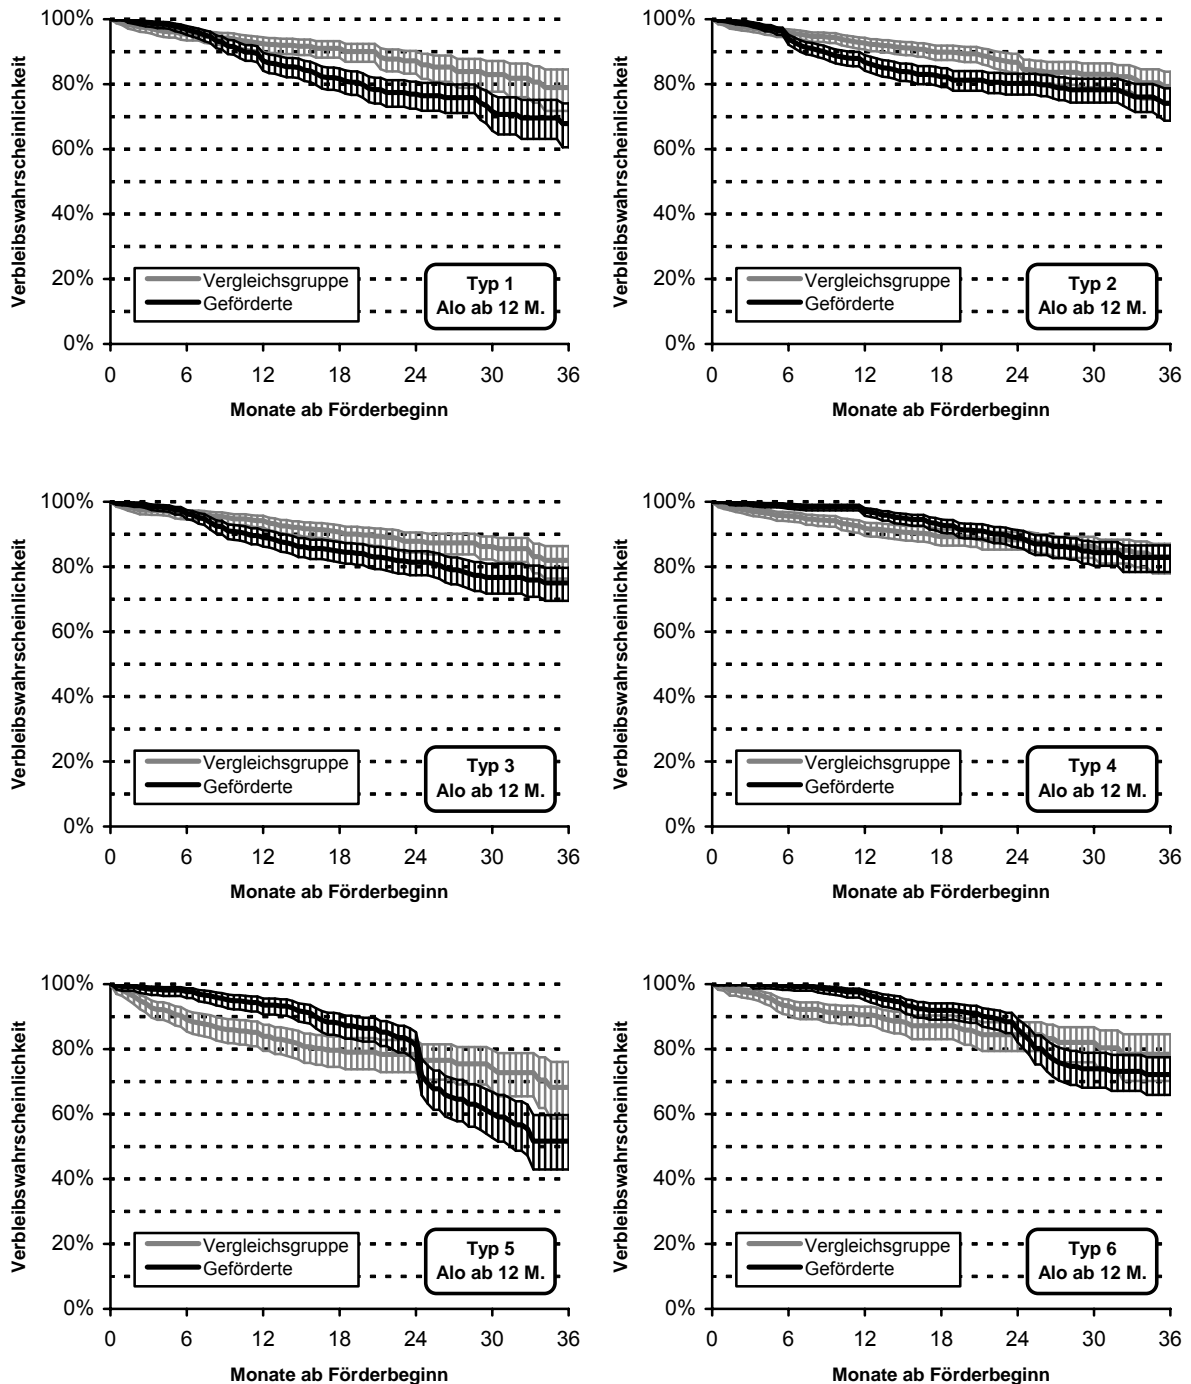 Verbleibswahrscheinlichkeit
100%
80%
60%
40%
20%
0%
Vergleichsgruppe
Geförderte
Typ 1
Alo ab 12 M.
0 6 12 18 24 30 36
Monate ab Förderbeginn
Verbleibswahrscheinlichkeit
100%
80%
60%
40%
20%
0%
Vergleichsgruppe
Geförderte
Typ 2
Alo ab 12 M.
0 6 12 18 24 30 36
Monate ab Förderbeginn
Verbleibswahrscheinlichkeit
100%
80%
60%
40%
20%
0%
Vergleichsgruppe
Geförderte
Typ 3
Alo ab 12 M.
0 6 12 18 24 30 36
Monate ab Förderbeginn
Verbleibswahrscheinlichkeit
100%
80%
60%
40%
20%
0%
Vergleichsgruppe
Geförderte
Typ 4
Alo ab 12 M.
0 6 12 18 24 30 36
Monate ab Förderbeginn
Verbleibswahrscheinlichkeit
100%
80%
60%
40%
20%
0%
Vergleichsgruppe
Geförderte
Typ 5
Alo ab 12 M.
0 6 12 18 24 30 36
Monate ab Förderbeginn
Verbleibswahrscheinlichkeit
100%
80%
60%
40%
20%
0%
Vergleichsgruppe
Geförderte
Typ 6
Alo ab 12 M.
0 6 12 18 24 30 36
Monate ab Förderbeginn